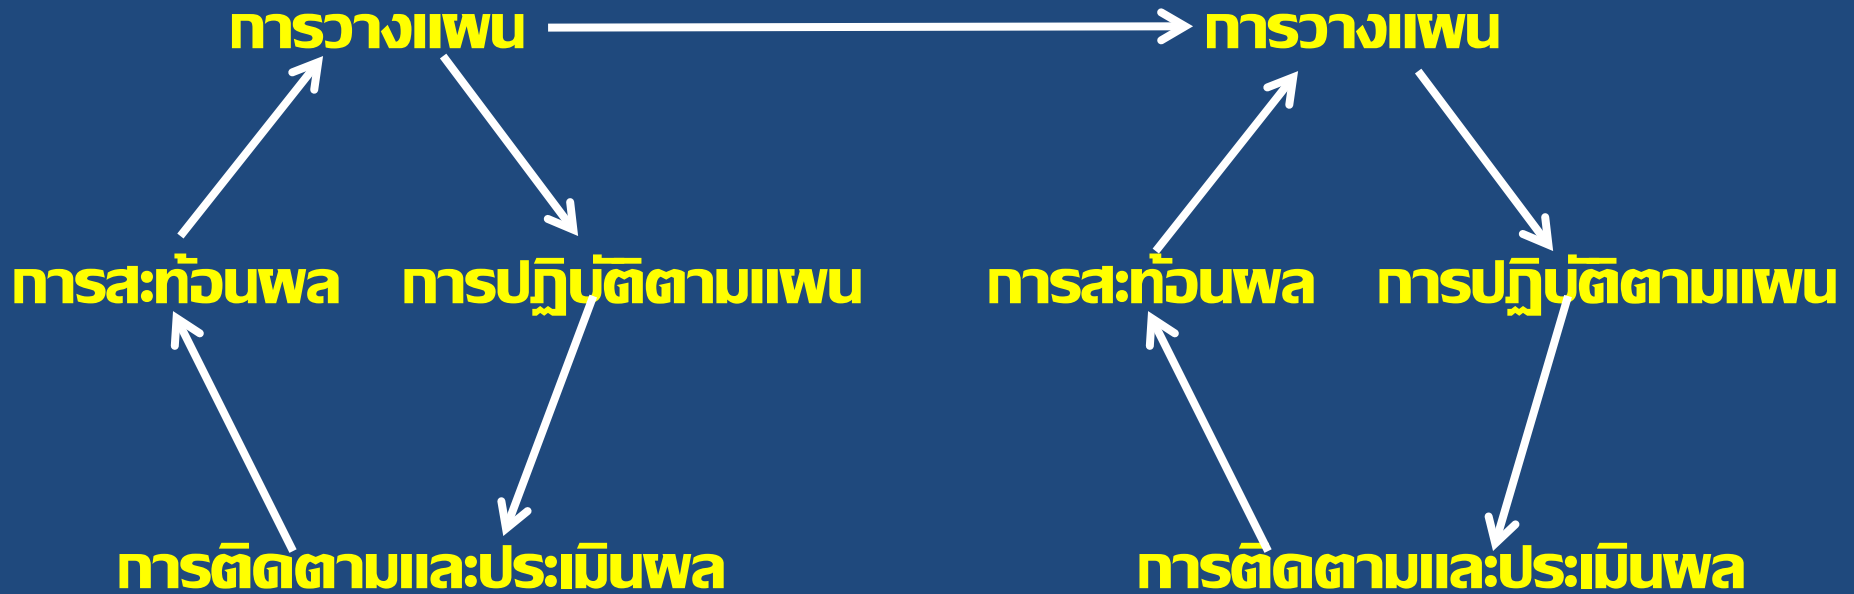 การวางแผน
การวางแผน
การสะท้อนผล
การปฏิบัติตามแผน
การสะท้อนผล
การปฏิบัติตามแผน
การติดตามและประเมินผล
การติดตามและประเมินผล